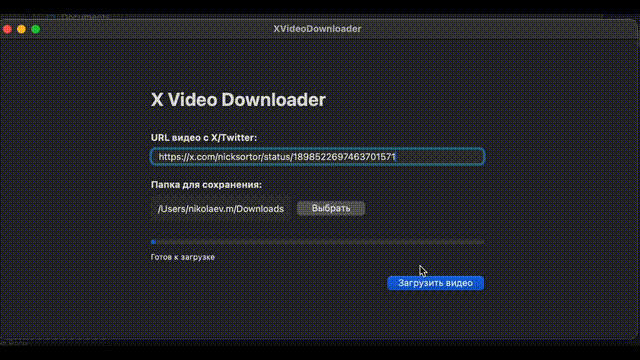 Documents
XVideoDownloader
X Video Downloader
URL видео с X/Twitter:
https://x.com/nicksortor/status/1898522697463701571
Папка для сохранения:
/Users/nikolaev.m/Downloads
Выбрать
Готов к загрузке
Загрузить видео